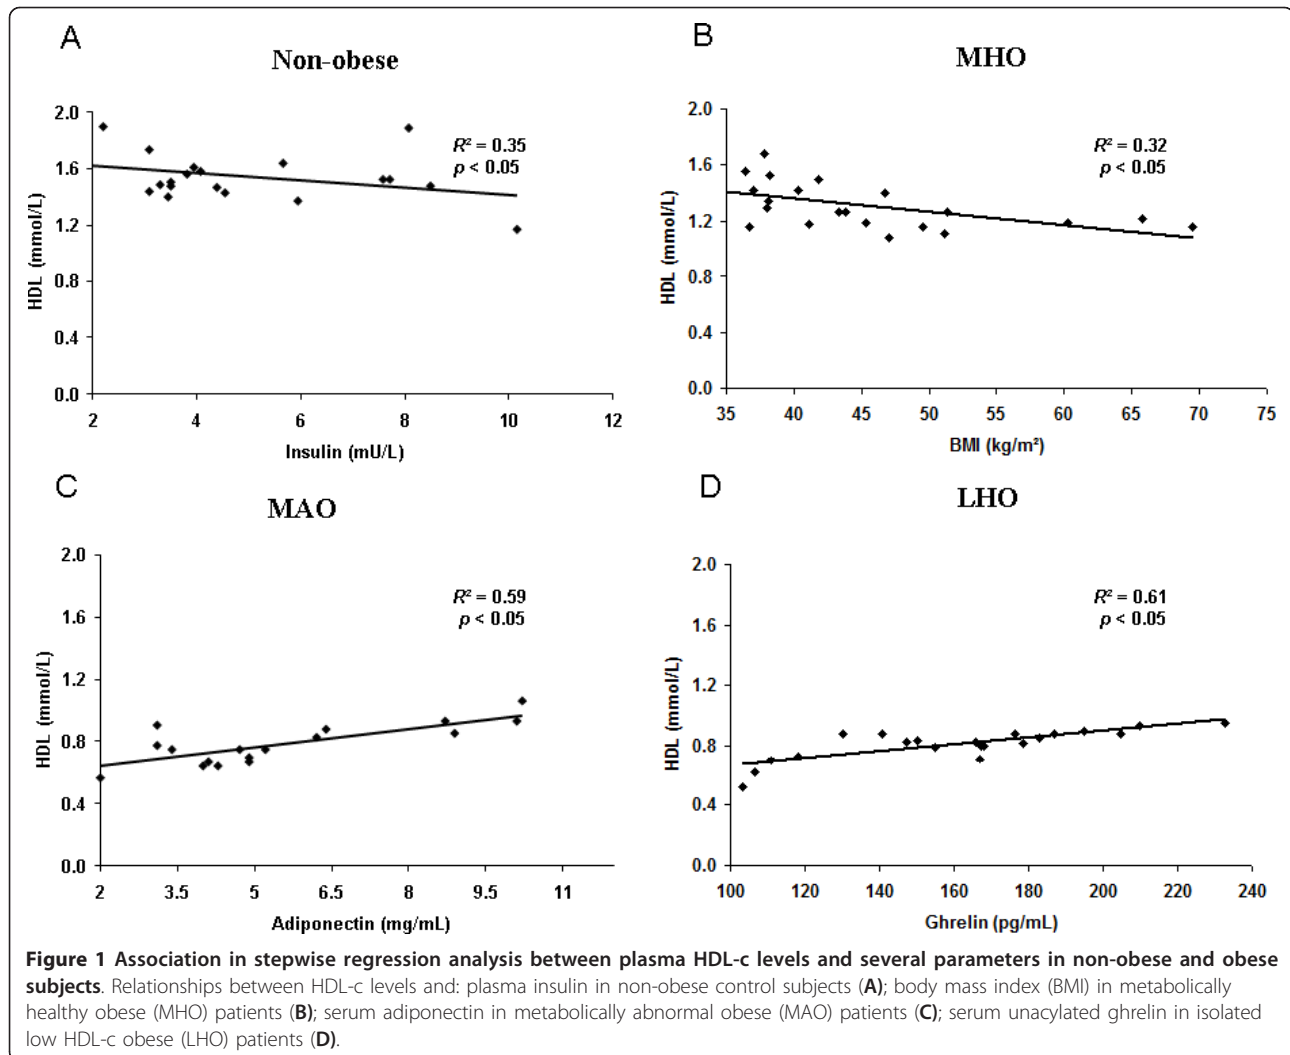 A
Non-obese
2.0
1.6
1.2
0.8
0.4
0.0
HDL (mmol/L)
R² = 0.35
p < 0.05
2 4 6 8 10 12
Insulin (mU/L)
B
MHO
2.0
1.6
1.2
0.8
0.4
0.0
HDL (mmol/L)
R² = 0.32
p < 0.05
35 40 45 50 55 60 65 70 75
BMI (kg/m²)
C
MAO
2.0
1.6
1.2
0.8
0.4
0.0
HDL (mmol/L)
R² = 0.59
p < 0.05
2 3.5 5 6.5 8 9.5 11
Adiponectin (mg/mL)
D
LHO
2.0
1.6
1.2
0.8
0.4
0.0
HDL (mmol/L)
R² = 0.61
p < 0.05
100 120 140 160 180 200 220 240
Ghrelin (pg/mL)
Figure 1 Association in stepwise regression analysis between plasma HDL-c levels and several parameters in non-obese and obese
subjects. Relationships between HDL-c levels and: plasma insulin in non-obese control subjects (A); body mass index (BMI) in metabolically
healthy obese (MHO) patients (B); serum adiponectin in metabolically abnormal obese (MAO) patients (C); serum unacylated ghrelin in isolated
low HDL-c obese (LHO) patients (D).